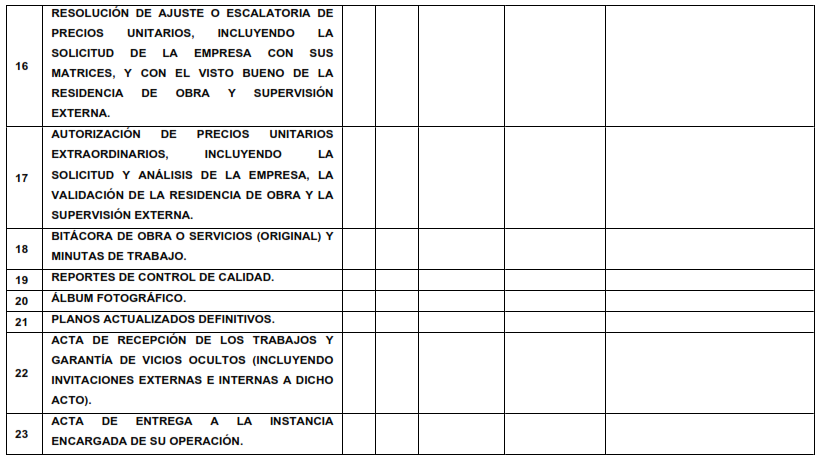 RESOLUCIÓN DE AJUSTE O ESCALATORIA DE
PRECIOS UNITARIOS, INCLUYENDO LA
SOLICITUD DE LA EMPRESA CON SUS
16
MATRICES, Y CON EL VISTO BUENO DE LA
RESIDENCIA DE OBRA Y SUPERVISIÓN
EXTERNA.
AUTORIZACIÓN DE PRECIOS UNITARIOS
EXTRAORDINARIOS, INCLUYENDO LA
17
SOLICITUD Y ANÁLISIS DE LA EMPRESA, LA
VALIDACIÓN DE LA RESIDENCIA DE OBRA Y LA
SUPERVISIÓN EXTERNA.
18
BITÁCORA DE OBRA O SERVICIOS (ORIGINAL) Y
MINUTAS DE TRABAJO.
19 REPORTES DE CONTROL DE CALIDAD.
20 ÁLBUM FOTOGRÁFICO.
21 PLANOS ACTUALIZADOS DEFINITIVOS.
ACTA DE RECEPCIÓN DE LOS TRABAJOS Y
GARANTÍA DE VICIOS OCULTOS (INCLUYENDO
22
INVITACIONES EXTERNAS E INTERNAS A DICHO
ACTO).
23
ACTA DE ENTREGA A LA INSTANCIA
ENCARGADA DE SU OPERACIÓN.